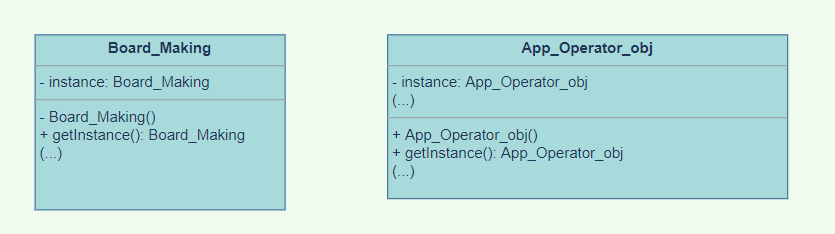 Board_Making
- instance: Board_Making
- Board_Making()
+ getInstance(): Board_Making
(...)
App_Operator_obj
- instance: App_Operator_obj
(...)
+ App_Operator_obj()
+ getInstance(): App_Operator_obj
(...)